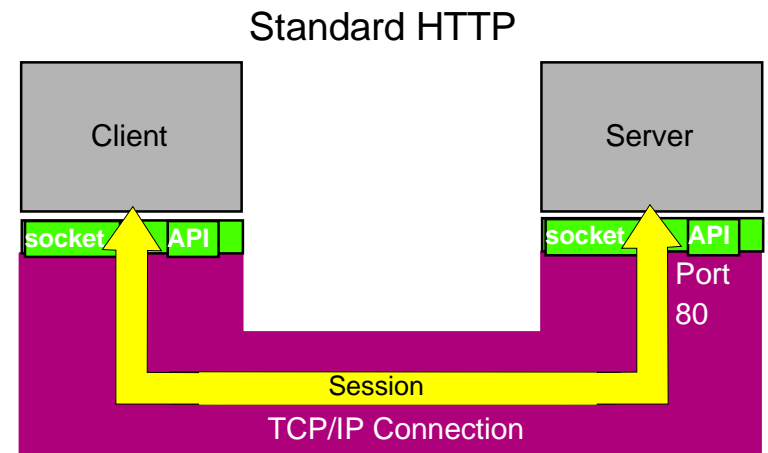 Standard HTTP
Client
Server
socket API
socket API
Port
80
Session
TCP/IP Connection